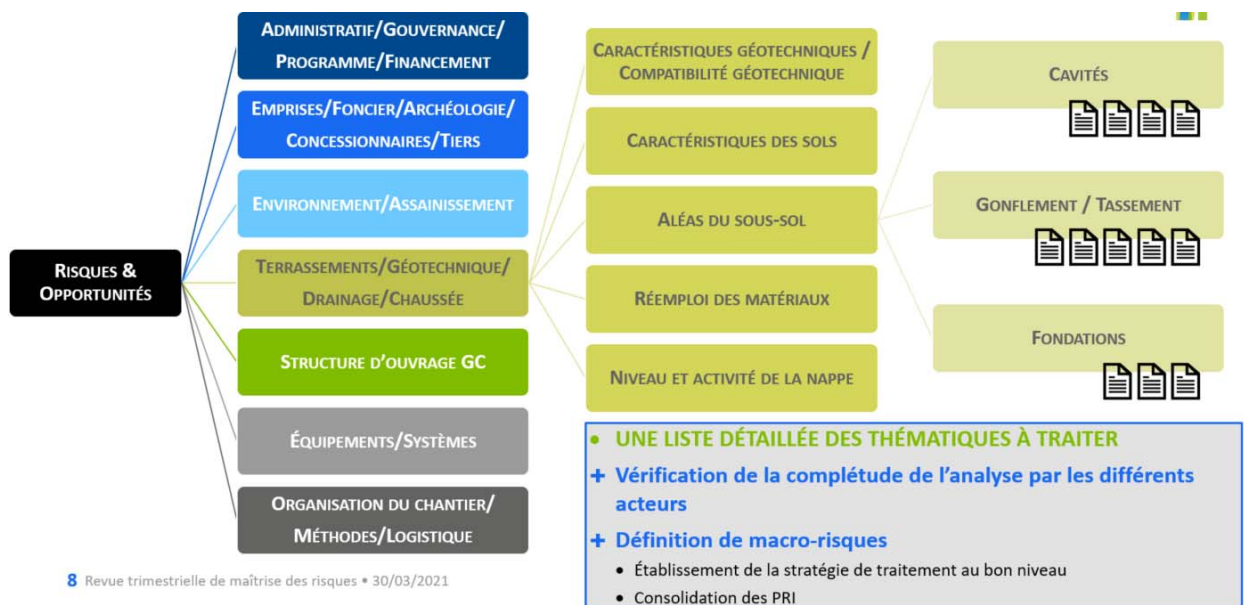 RISQUES &
OPPORTUNITÉS
ADMINISTRATIF/GOUVERNANCE/
PROGRAMME/FINANCEMENT
EMPRISES/FONCIER/ARCHÉOLOGIE/
CONCESSIONNAIRES/TIERS
ENVIRONNEMENT/ASSAINISSEMENT
TERRASSEMENTS/GÉOTECHNIQUE/
DRAINAGE/CHAUSSÉE
STRUCTURE D’OUVRAGE GC
ÉQUIPEMENTS/SYSTÈMES
ORGANISATION DU CHANTIER/
MÉTHODES/LOGISTIQUE
CARACTÉRISTIQUES GÉOTECHNIQUES /
COMPATIBILITÉ GÉOTECHNIQUE
CARACTÉRISTIQUES DES SOLS
ALÉAS DU SOUS-SOL
RÉEMPLOI DES MATÉRIAUX
NIVEAU ET ACTIVITÉ DE LA NAPPE
CAVITÉS
GONFLEMENT / TASSEMENT
FONDATIONS
• UNE LISTE DÉTAILLÉE DES THÉMATIQUES À TRAITER
+ Vérification de la complétude de l’analyse par les différents
acteurs
+ Définition de macro-risques
• Établissement de la stratégie de traitement au bon niveau
• Consolidation des PRI
8 Revue trimestrielle de maîtrise des risques • 30/03/2021